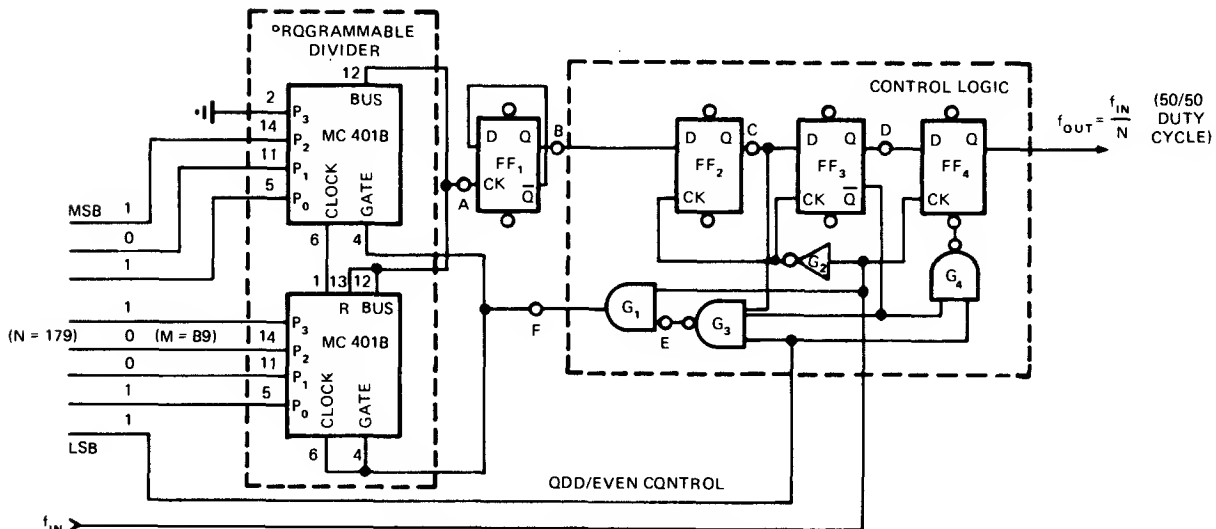 PROGRAMMABLE
DIVIDER
12
BUS
2
P3
MC 401B
14
P2
11
P1
5
P0
CLOCK
GATE
MSB
1
0
1
6
4
1
13
12
R
BUS
1
P3
(N = 179)
0
(M = B9)
14
P2
MC 401B
0
11
P1
1
5
P0
CLOCK
GATE
1
LSB
6
4
QDD/EVEN CONTROL
fIN
A
D
Q
FF1
CK
Q
B
CONTROL LOGIC
D
Q
FF2
CK
C
D
Q
FF3
CK
Q
D
D
Q
FF4
CK
G2
G4
G1
G3
E
F
fOUT = fIN / N (50/50
DUTY
CYCLE)